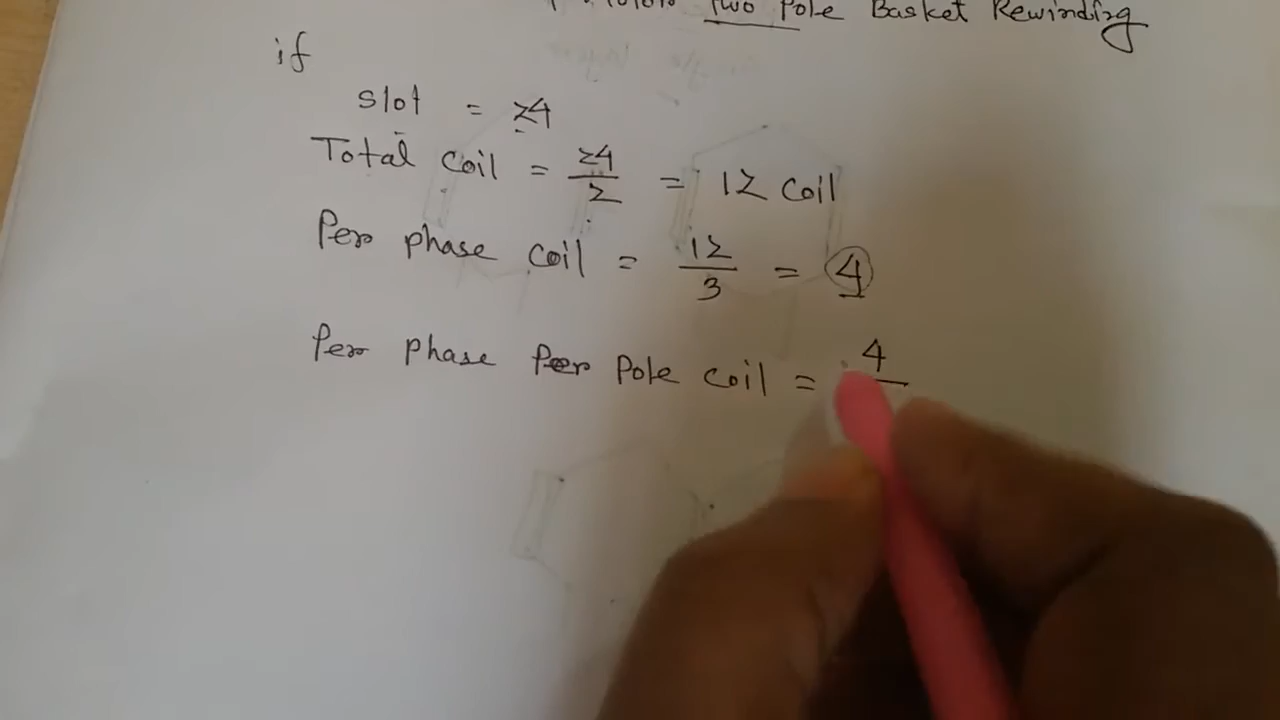 Two Pole Basket Rewinding
if
slot = 24
Total coil = 24/2 = 12 coil
Per phase coil = 12/3 = 4
Per phase Per Pole coil = 4